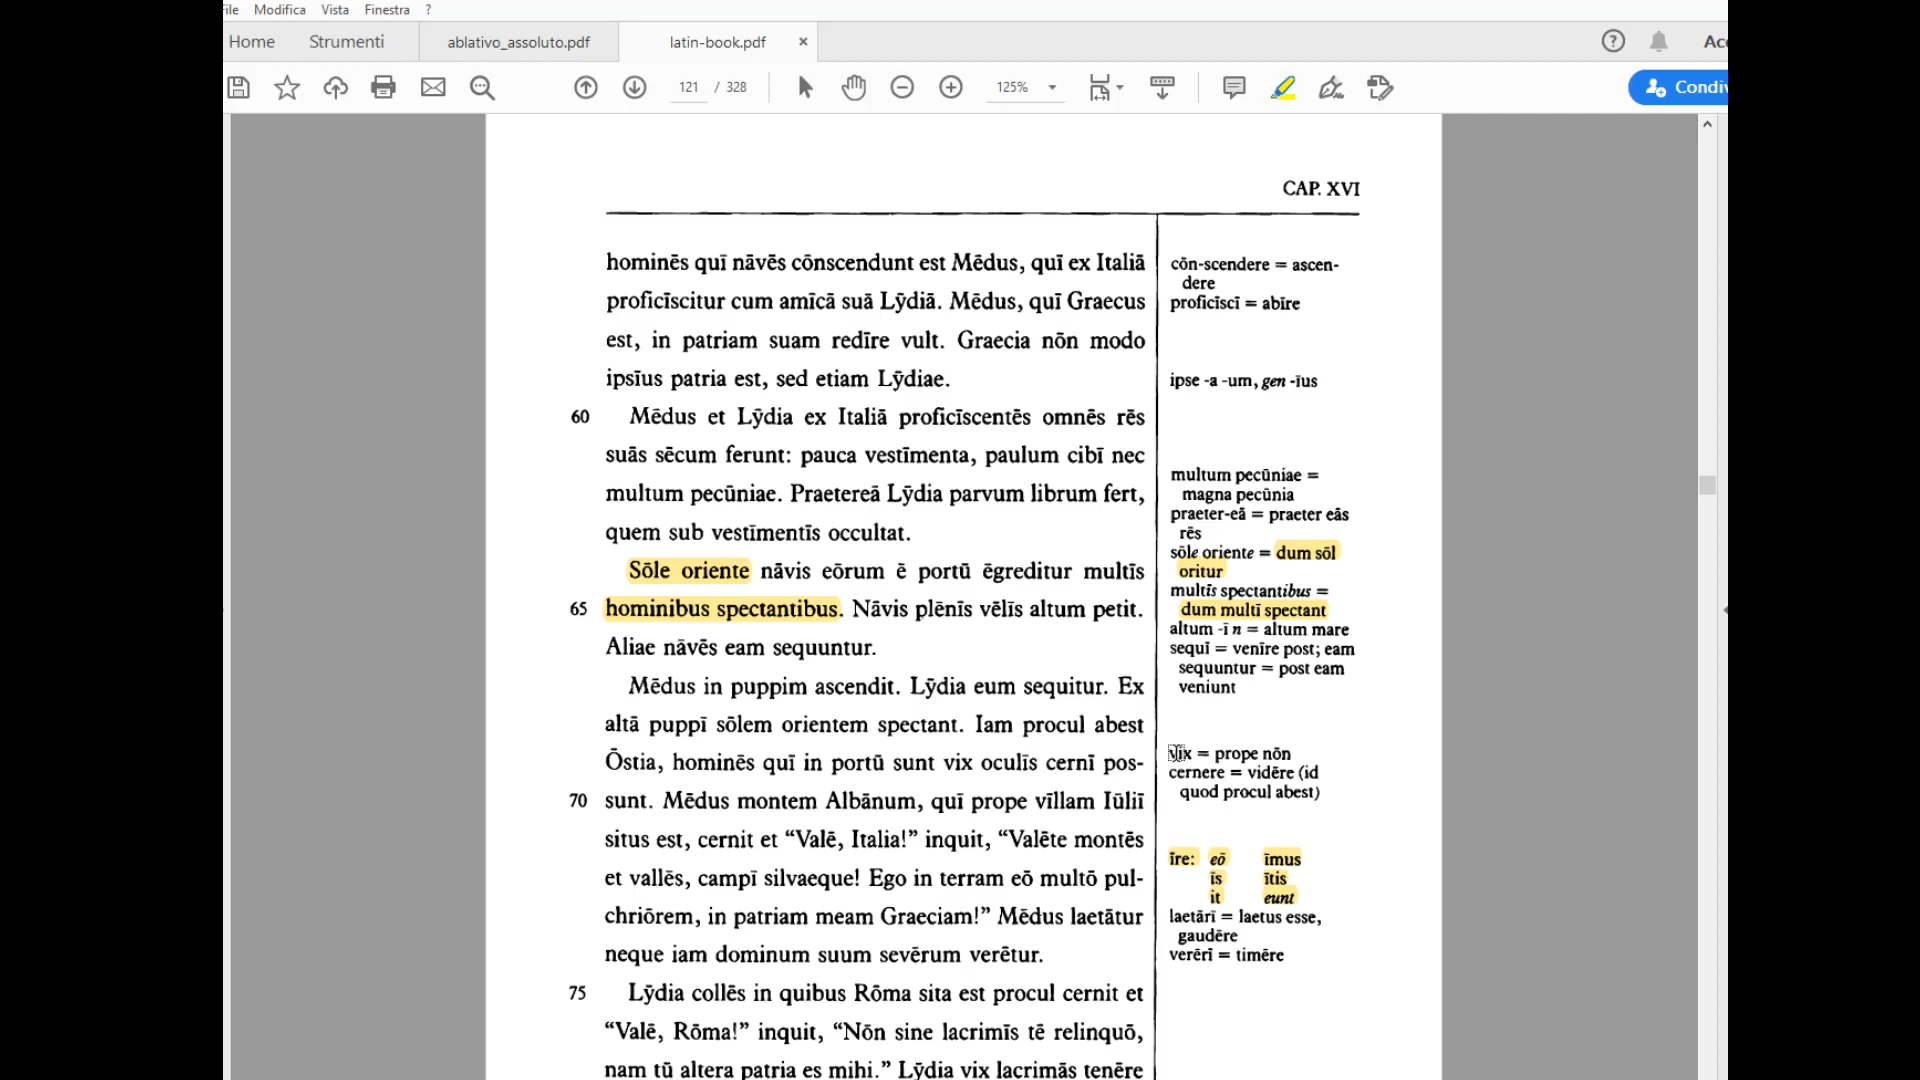 File Modifica Vista Finestra ?
Home Strumenti ablativo_assoluto.pdf latin-book.pdf ×
121 / 328 125%
CAP. XVI
hominēs quī nāvēs cōnscendunt est Mēdus, quī ex Italiā
proficīscitur cum amīcā suā Lȳdiā. Mēdus, quī Graecus
est, in patriam suam redīre vult. Graecia nōn modo
ipsīus patria est, sed etiam Lȳdiae.
60 Mēdus et Lȳdia ex Italiā proficīscentēs omnēs rēs
suās sēcum ferunt: pauca vestīmenta, paulum cibī nec
multum pecūniae. Praetereā Lȳdia parvum librum fert,
quem sub vestīmentīs occultat.
Sōle oriente nāvis eōrum ē portū ēgreditur multīs
65 hominibus spectantibus. Nāvis plēnīs vēlīs altum petit.
Aliae nāvēs eam sequuntur.
Mēdus in puppim ascendit. Lȳdia eum sequitur. Ex
altā puppī sōlem orientem spectant. Iam procul abest
Ōstia, hominēs quī in portū sunt vix oculīs cernī pos-
70 sunt. Mēdus montem Albānum, quī prope vīllam Iūliī
situs est, cernit et “Valē, Italia!” inquit, “Valēte montēs
et vallēs, campī silvaeque! Ego in terram eō multō pul-
chriōrem, in patriam meam Graeciam!” Mēdus laetātur
neque iam dominum suum sevērum verētur.
75 Lȳdia collēs in quibus Rōma sita est procul cernit et
“Valē, Rōma!” inquit, “Nōn sine lacrimīs tē relinquō,
nam tū altera patria es mihi.” Lȳdia vix lacrimās tenēre
cōn-scendere = ascen-
dere
proficīscī = abīre
ipse -a -um, gen -īus
multum pecūniae =
magna pecūnia
praeter-eā = praeter eās
rēs
sōle oriente = dum sōl
oritur
multīs spectantibus =
dum multī spectant
altum -ī n = altum mare
sequī = venīre post; eam
sequuntur = post eam
veniunt
vix = prope nōn
cernere = vidēre (id
quod procul abest)
īre: eō īmus
īs ītis
it eunt
laetārī = laetus esse,
gaudēre
verērī = timēre